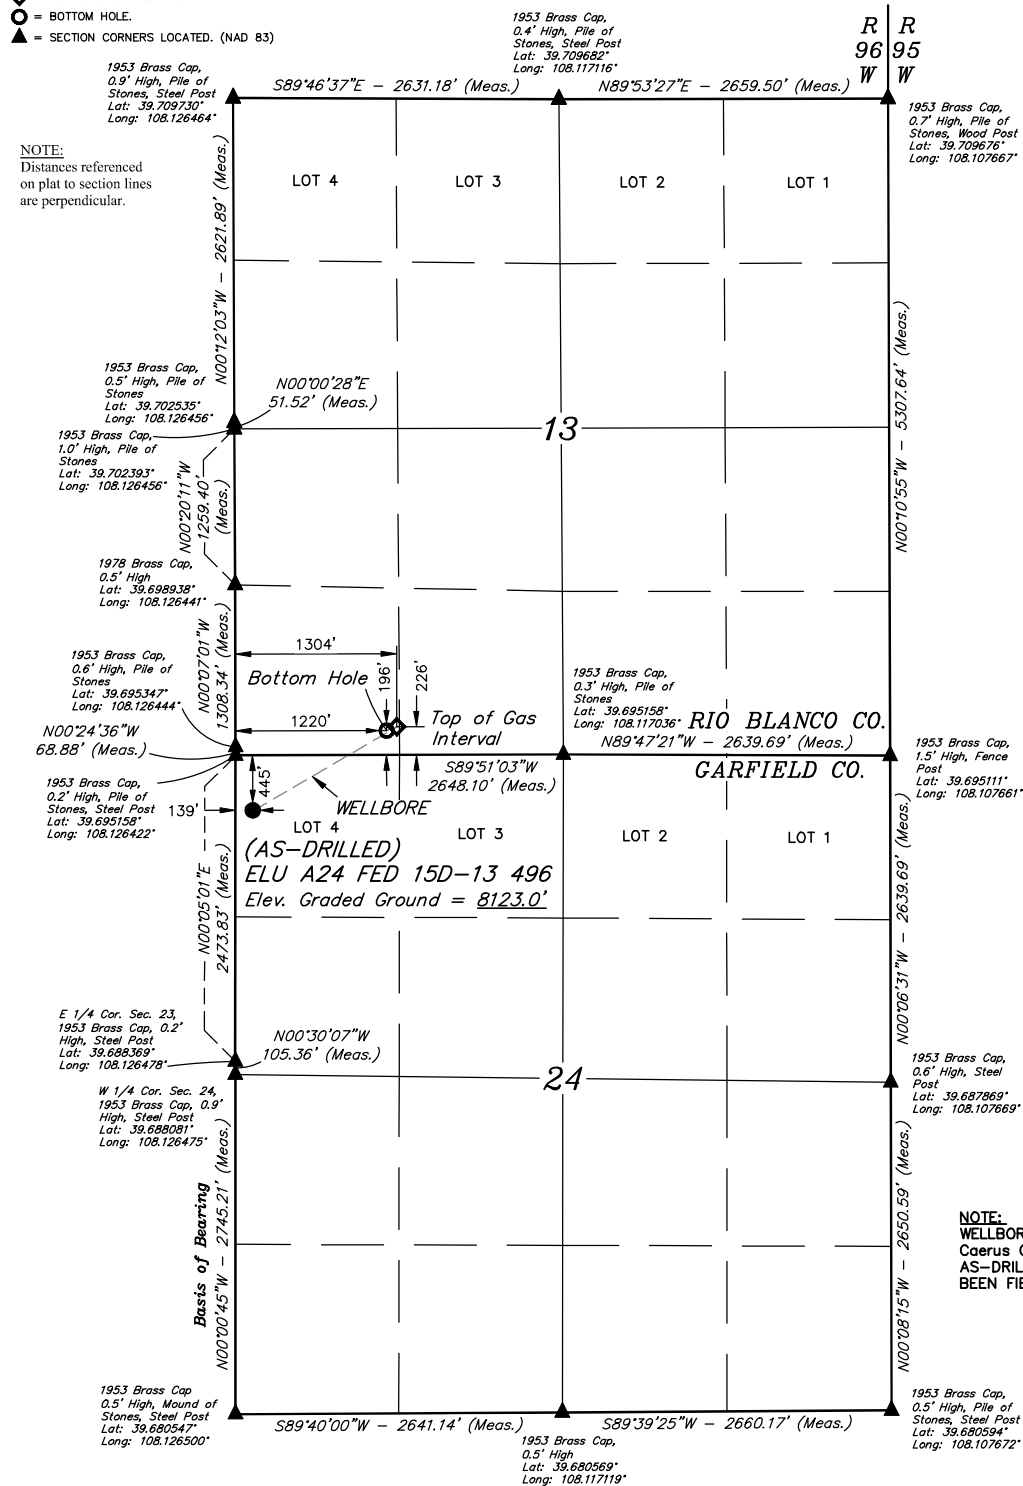 = BOTTOM HOLE.
= SECTION CORNERS LOCATED. (NAD 83)
1953 Brass Cap,
0.4' High, Pile of
Stones, Steel Post
Lat: 39.709682°
Long: 108.117116°
R R
96 95
W W
1953 Brass Cap,
0.9' High, Pile of
Stones, Steel Post
Lat: 39.709730°
Long: 108.126464°
S89°46'37"E - 2631.18' (Meas.)
N89°53'27"E - 2659.50' (Meas.)
1953 Brass Cap,
0.7' High, Pile of
Stones, Wood Post
Lat: 39.709676°
Long: 108.107667°
NOTE:
Distances referenced
on plat to section lines
are perpendicular.
N00°12'03"W - 2621.89' (Meas.)
LOT 4
LOT 3
LOT 2
LOT 1
N00°10'55"W - 5307.64' (Meas.)
1953 Brass Cap,
0.5' High, Pile of
Stones
Lat: 39.702535°
Long: 108.126456°
N00°00'28"E
51.52' (Meas.)
13
1953 Brass Cap,
1.0' High, Pile of
Stones
Lat: 39.702393°
Long: 108.126456°
N00°20'11"W
1259.40'
(Meas.)
1978 Brass Cap,
0.5' High
Lat: 39.698938°
Long: 108.126441°
N00°07'01"W
1308.34' (Meas.)
1304'
1953 Brass Cap,
0.6' High, Pile of
Stones
Lat: 39.695347°
Long: 108.126444°
Bottom Hole
196'
226'
1220'
Top of Gas
Interval
1953 Brass Cap,
0.3' High, Pile of
Stones
Lat: 39.695158°
Long: 108.117036°
RIO BLANCO CO.
N00°24'36"W
68.88' (Meas.)
N89°47'21"W - 2639.69' (Meas.)
GARFIELD CO.
1953 Brass Cap,
1.5' High, Fence
Post
Lat: 39.695111°
Long: 108.107661°
S89°51'03"W
2648.10' (Meas.)
1953 Brass Cap,
0.2' High, Pile of
Stones, Steel Post
Lat: 39.695158°
Long: 108.126422°
445'
139'
WELLBORE
LOT 4
LOT 3
LOT 2
LOT 1
(AS-DRILLED)
ELU A24 FED 15D-13 496
Elev. Graded Ground = 8123.0'
N00°05'01"E
2473.83' (Meas.)
N00°06'31"W - 2639.69' (Meas.)
E 1/4 Cor. Sec. 23,
1953 Brass Cap, 0.2'
High, Steel Post
Lat: 39.688369°
Long: 108.126478°
N00°30'07"W
105.36' (Meas.)
24
1953 Brass Cap,
0.6' High, Steel
Post
Lat: 39.687869°
Long: 108.107669°
W 1/4 Cor. Sec. 24,
1953 Brass Cap, 0.9'
High, Steel Post
Lat: 39.688081°
Long: 108.126475°
Basis of Bearing
N00°00'45"W - 2745.21' (Meas.)
N00°08'15"W - 2650.59' (Meas.)
NOTE:
WELLBOR
Caerus
AS-DRIL
BEEN FIE
1953 Brass Cap
0.5' High, Mound of
Stones, Steel Post
Lat: 39.680547°
Long: 108.126500°
S89°40'00"W - 2641.14' (Meas.)
S89°39'25"W - 2660.17' (Meas.)
1953 Brass Cap,
0.5' High
Lat: 39.680569°
Long: 108.117119°
1953 Brass Cap,
0.5' High, Pile of
Stones, Steel Post
Lat: 39.680594°
Long: 108.107672°